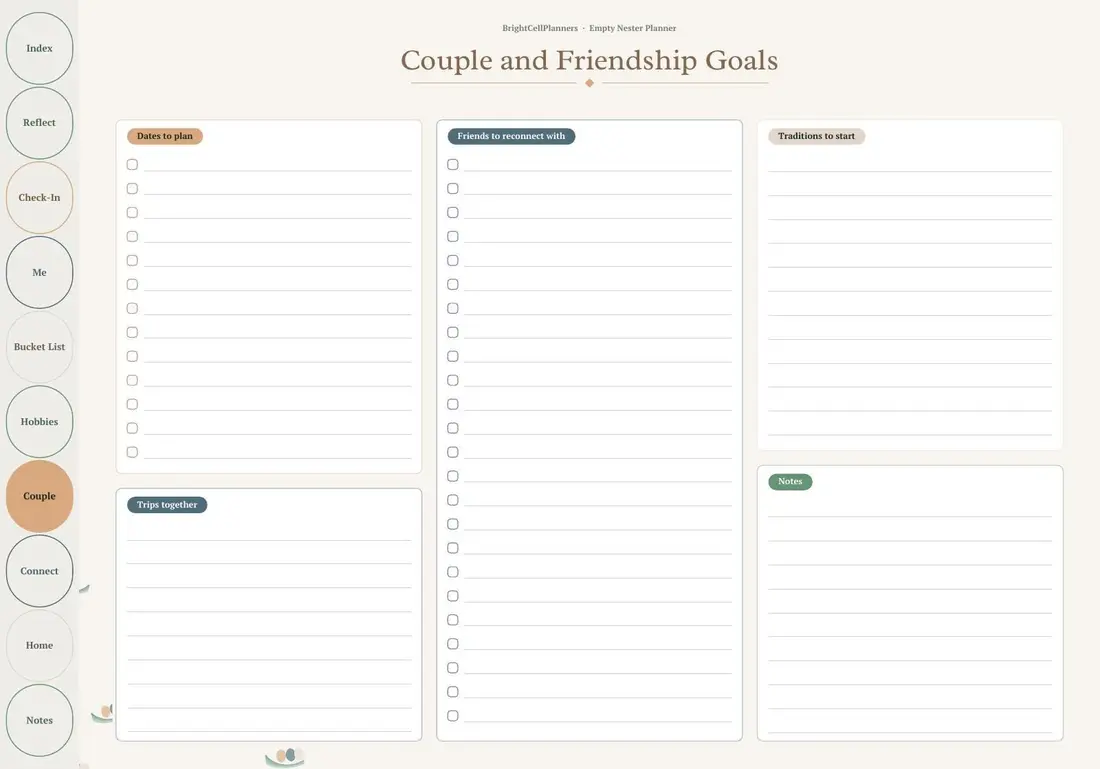 BrightCellPlanners · Empty Nester Planner
Couple and Friendship Goals
Index
Reflect
Check-In
Me
Bucket List
Hobbies
Couple
Connect
Home
Notes
Dates to plan
Trips together
Friends to reconnect with
Traditions to start
Notes